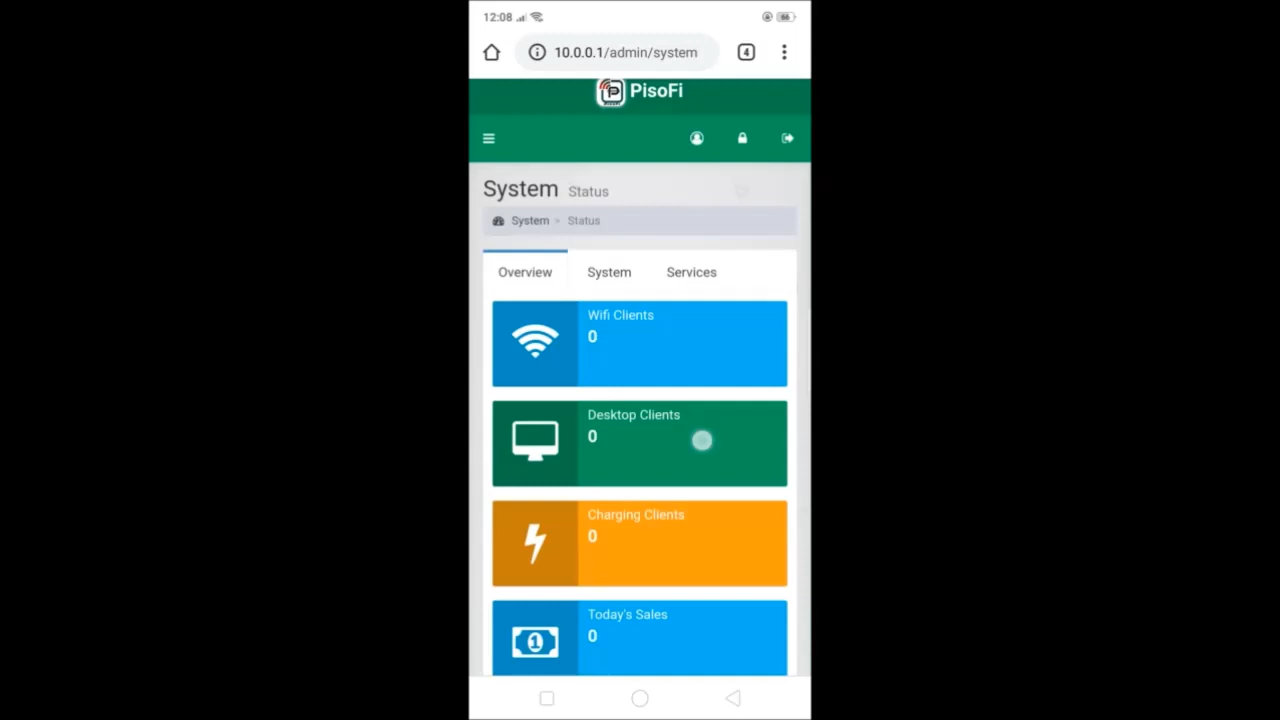 12:08 66
10.0.0.1/admin/system 4
PisoFi
System Status
System > Status
Overview System Services
Wifi Clients
0
Desktop Clients
0
Charging Clients
0
Today's Sales
0